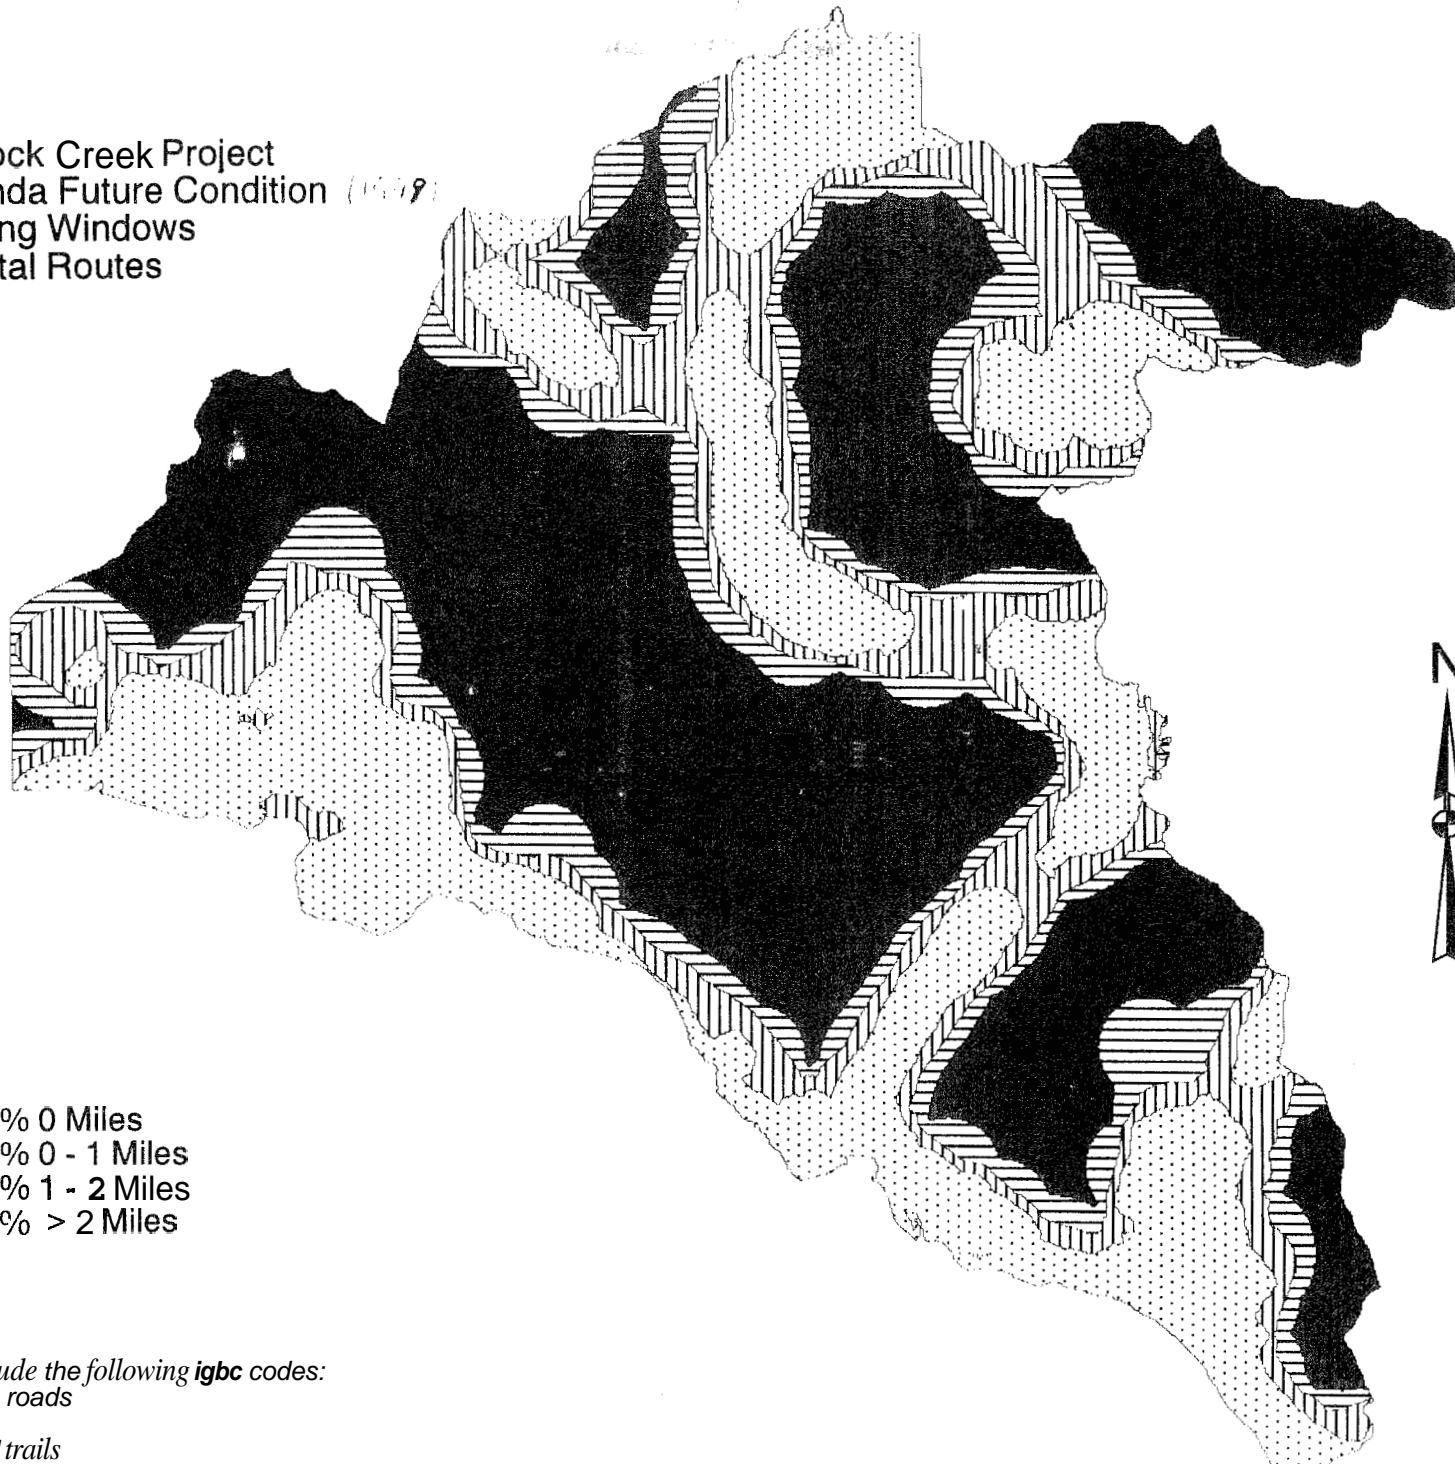 ock Creek Project
nda Future Condition
ng Windows
tal Routes
N
% 0 Miles
% 0 - 1 Miles
% 1 - 2 Miles
% > 2 Miles
ude the following igbc codes:
roads
trails